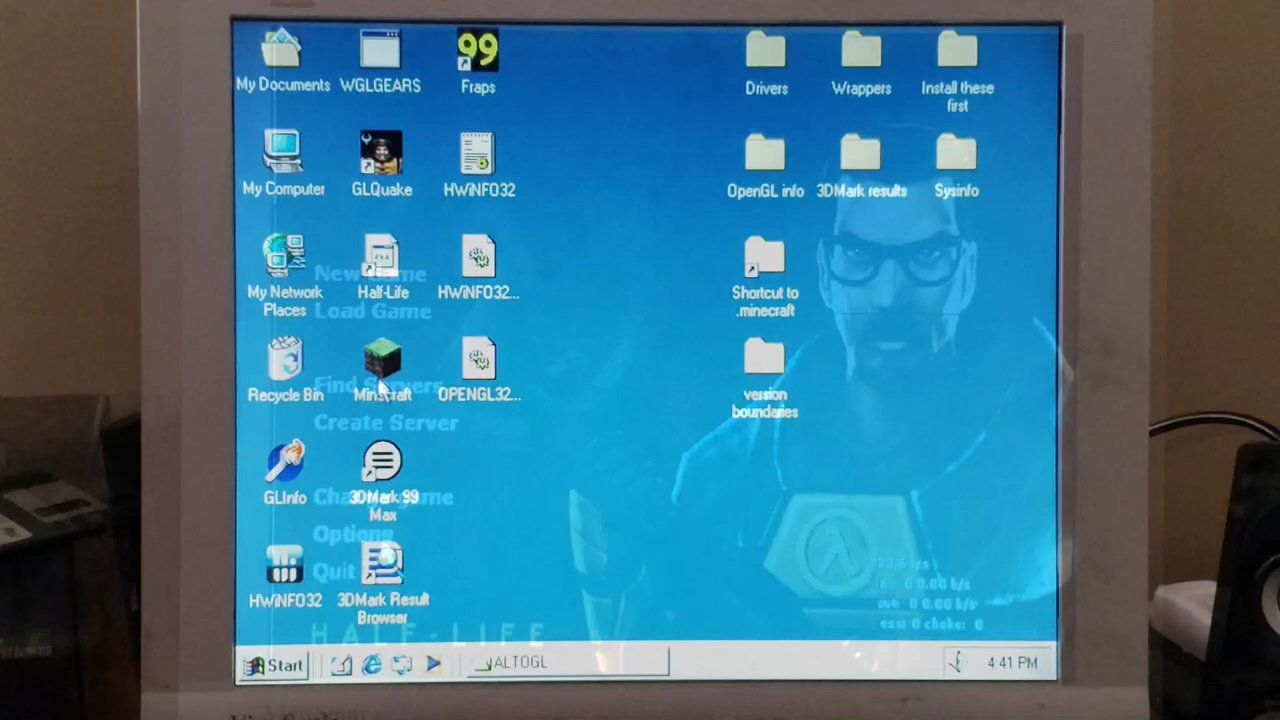 My Documents
WGLGEARS
99
Fraps
Drivers
Wrappers
Install these
first
My Computer
GLQuake
HWiNFO32
OpenGL info
3DMark results
Sysinfo
My Network
Places
Half-Life
HWiNFO32...
Shortcut to
.minecraft
New Game
Load Game
Recycle Bin
Minecraft
OPENGL32...
version
boundaries
Find Servers
Create Server
GLInfo
3DMark 99
Max
Options
Quit
HWiNFO32
3DMark Result
Browser
HALF-LIFE
Start
ALTOGL
4:41 PM